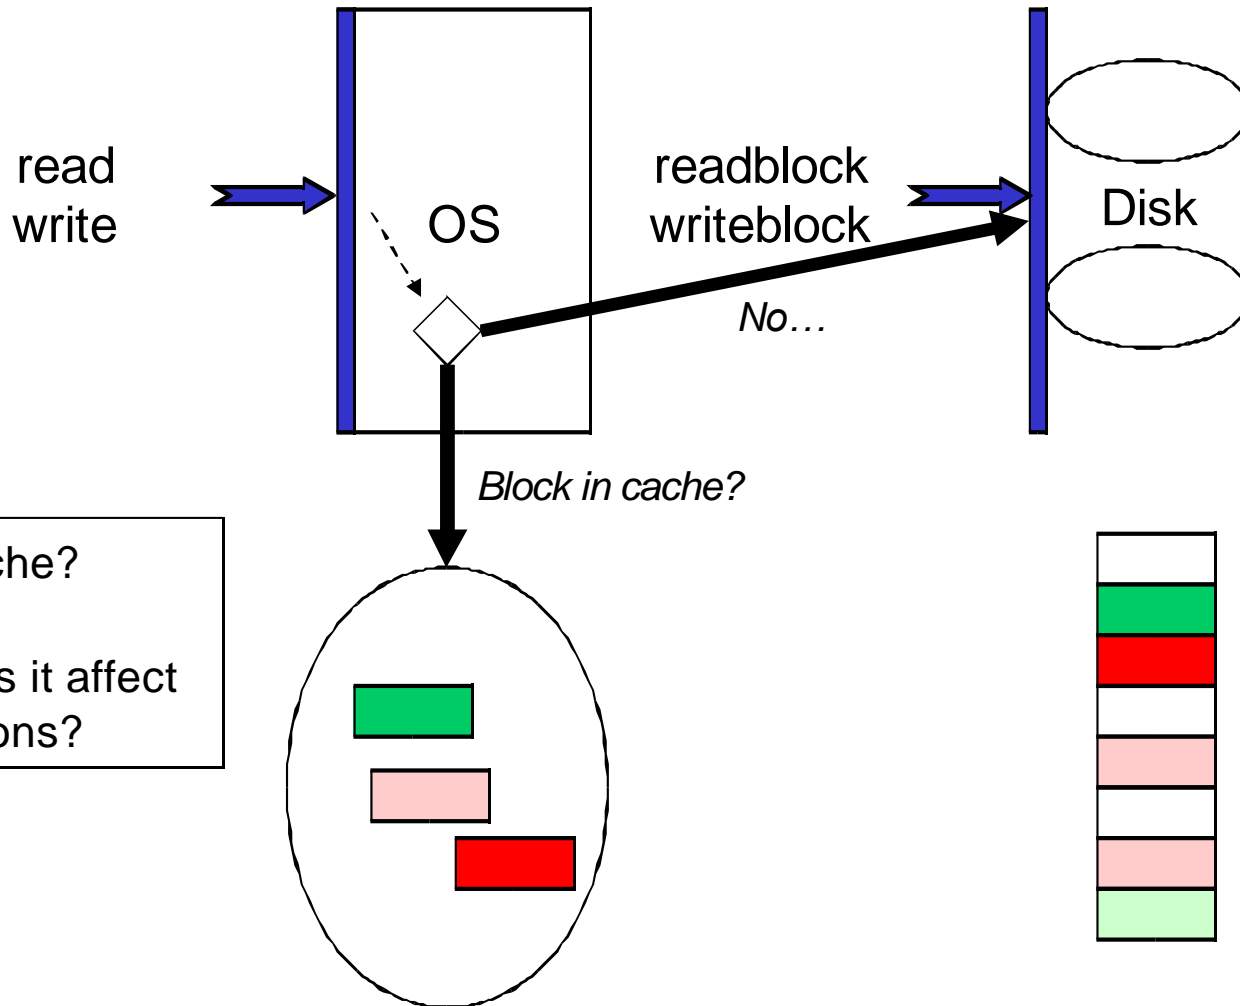 read
write
OS
readblock
writeblock
Disk
No…
Block in cache?
che?
s it affect
ons?